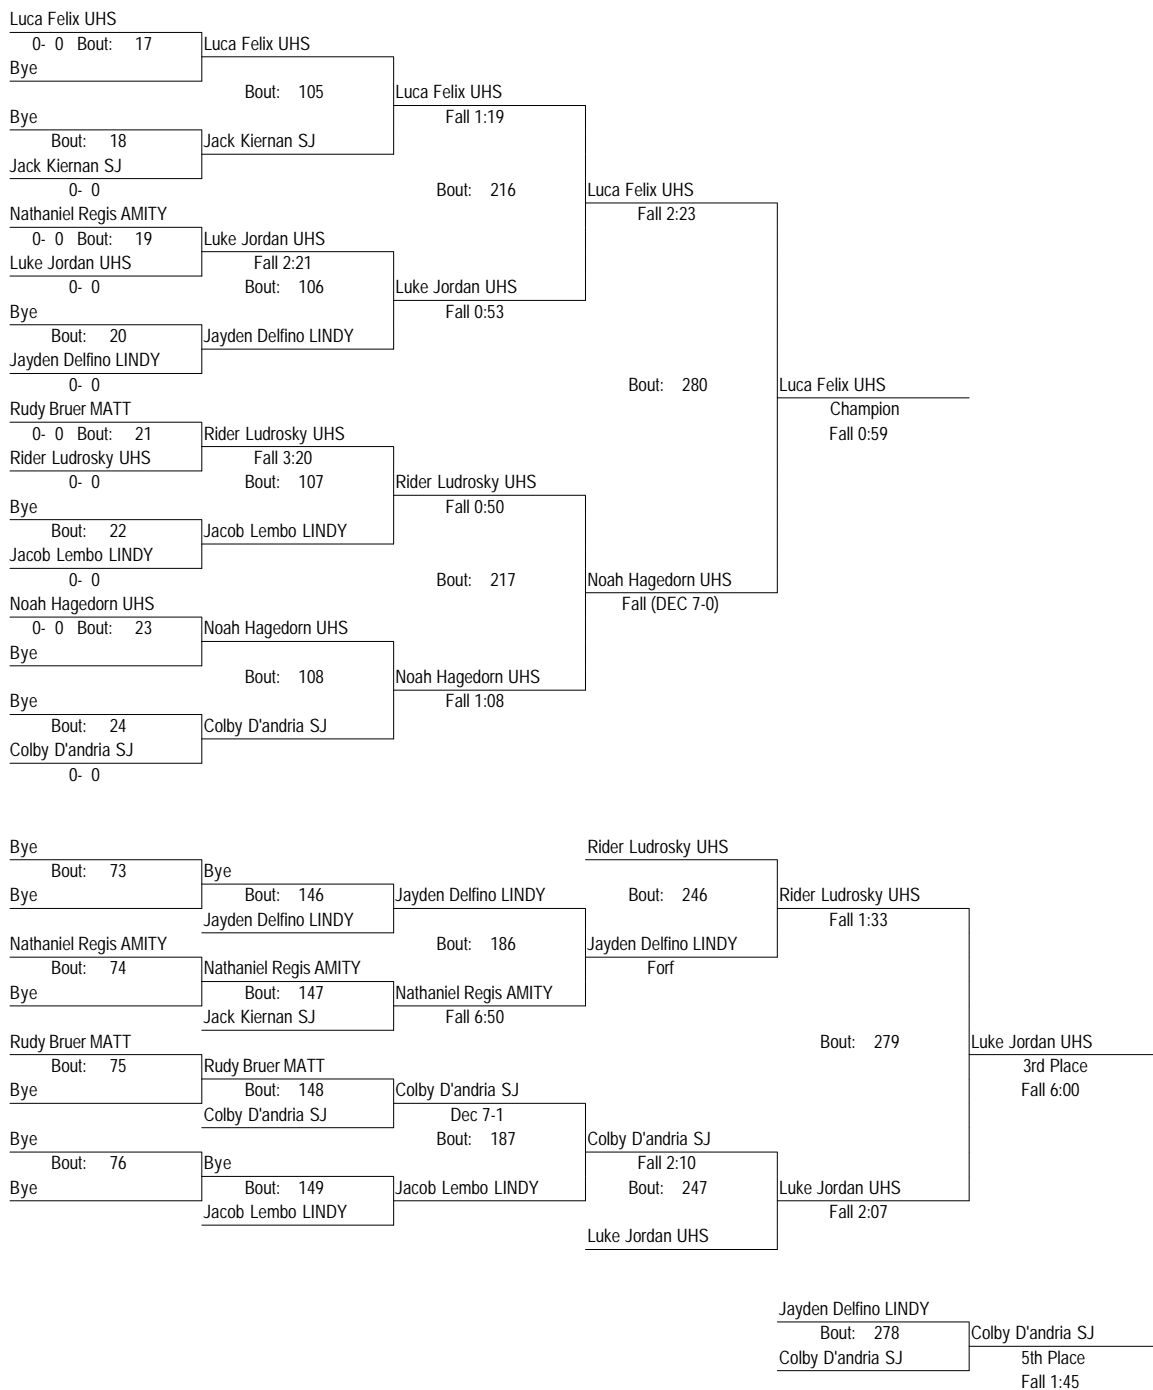 Luca Felix UHS
0- 0 Bout: 17 Luca Felix UHS
Bye
Bout: 105 Luca Felix UHS
Bye Fall 1:19
Bout: 18 Jack Kiernan SJ
Jack Kiernan SJ
0- 0 Bout: 216 Luca Felix UHS
Nathaniel Regis AMITY Fall 2:23
0- 0 Bout: 19 Luke Jordan UHS
Luke Jordan UHS Fall 2:21
0- 0 Bout: 106 Luke Jordan UHS
Bye Fall 0:53
Bout: 20 Jayden Delfino LINDY
Jayden Delfino LINDY
0- 0 Bout: 280 Luca Felix UHS
Rudy Bruer MATT Champion
0- 0 Bout: 21 Rider Ludrosky UHS Fall 0:59
Rider Ludrosky UHS Fall 3:20
0- 0 Bout: 107 Rider Ludrosky UHS
Bye Fall 0:50
Bout: 22 Jacob Lembo LINDY
Jacob Lembo LINDY
0- 0 Bout: 217 Noah Hagedorn UHS
Noah Hagedorn UHS Fall (DEC 7-0)
0- 0 Bout: 23 Noah Hagedorn UHS
Bye
Bout: 108 Noah Hagedorn UHS
Bye Fall 1:08
Bout: 24 Colby D'andria SJ
Colby D'andria SJ
0- 0
Bye Rider Ludrosky UHS
Bout: 73 Bye
Bye Bout: 146 Jayden Delfino LINDY Bout: 246 Rider Ludrosky UHS
Jayden Delfino LINDY Fall 1:33
Nathaniel Regis AMITY Bout: 186 Jayden Delfino LINDY
Bout: 74 Nathaniel Regis AMITY Forf
Bye Bout: 147 Nathaniel Regis AMITY
Jack Kiernan SJ Fall 6:50
Rudy Bruer MATT Bout: 279 Luke Jordan UHS
Bout: 75 Rudy Bruer MATT 3rd Place
Bye Bout: 148 Colby D'andria SJ Fall 6:00
Colby D'andria SJ Dec 7-1
Bye Bout: 187 Colby D'andria SJ
Bout: 76 Bye Fall 2:10
Bye Bout: 149 Jacob Lembo LINDY Bout: 247 Luke Jordan UHS
Jacob Lembo LINDY Fall 2:07
Luke Jordan UHS
Jayden Delfino LINDY
Bout: 278 Colby D'andria SJ
Colby D'andria SJ 5th Place
Fall 1:45